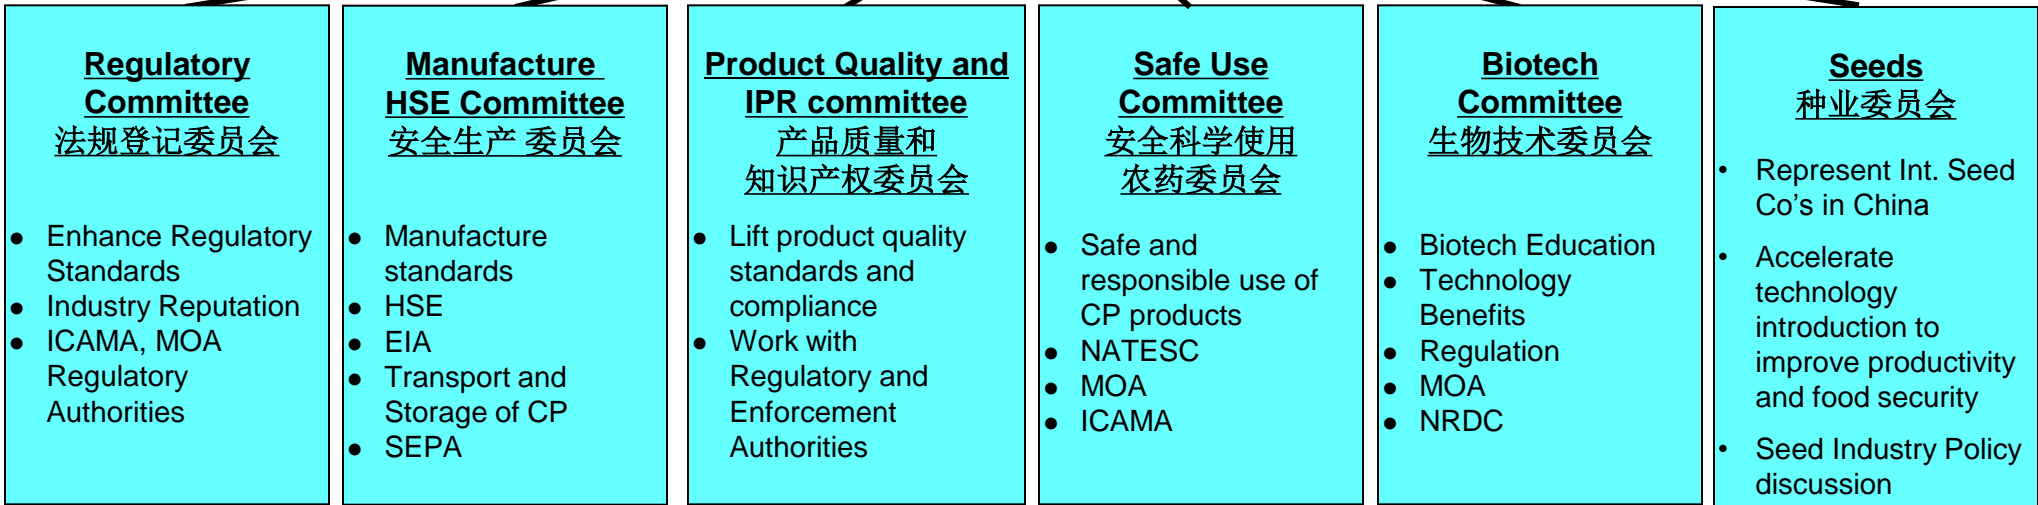 Regulatory
Committee
法规登记委员会
● Enhance Regulatory
Standards
● Industry Reputation
● ICAMA, MOA
Regulatory
Authorities
Manufacture
HSE Committee
安全生产 委员会
● Manufacture
standards
● HSE
● EIA
● Transport and
Storage of CP
● SEPA
Product Quality and
IPR committee
产品质量和
知识产权委员会
● Lift product quality
standards and
compliance
● Work with
Regulatory and
Enforcement
Authorities
Safe Use
Committee
安全科学使用
农药委员会
● Safe and
responsible use of
CP products
● NATESC
● MOA
● ICAMA
Biotech
Committee
生物技术委员会
● Biotech Education
● Technology
Benefits
● Regulation
● MOA
● NRDC
Seeds
种业委员会
• Represent Int. Seed
Co’s in China
• Accelerate
technology
introduction to
improve productivity
and food security
• Seed Industry Policy
discussion